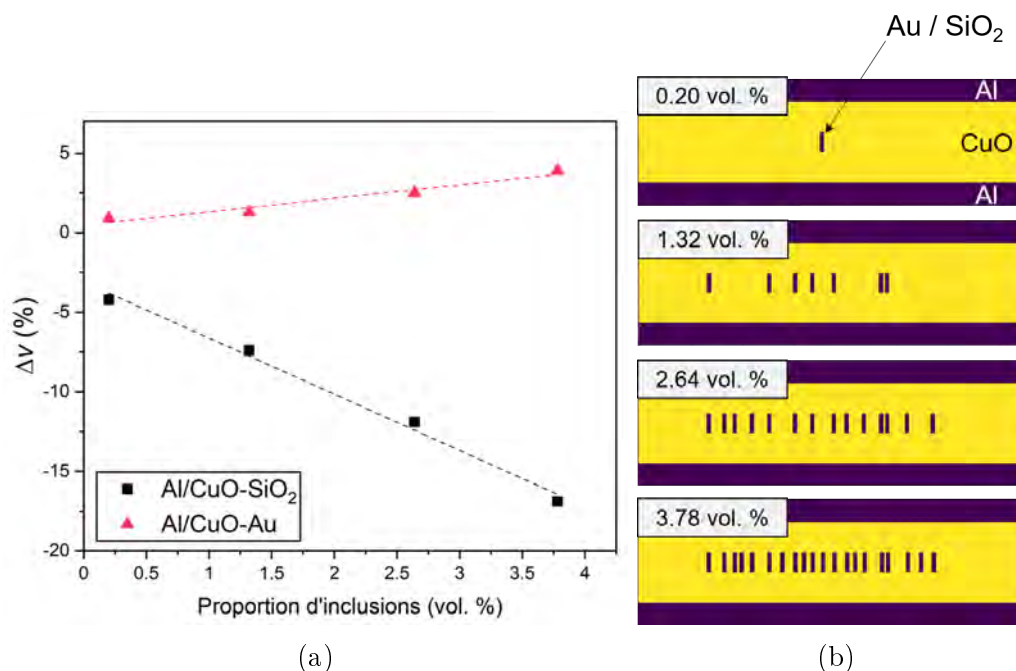 Au / SiO₂
5
0
-5
-10
-15
-20
Δν (%)
0
0.5
1
1.5
2
2.5
3
3.5
4
Proportion d'inclusions (vol. %)
Al/CuO-SiO₂
Al/CuO-Au
(a)
0.20 vol. %
Al
CuO
Al
1.32 vol. %
2.64 vol. %
3.78 vol. %
(b)